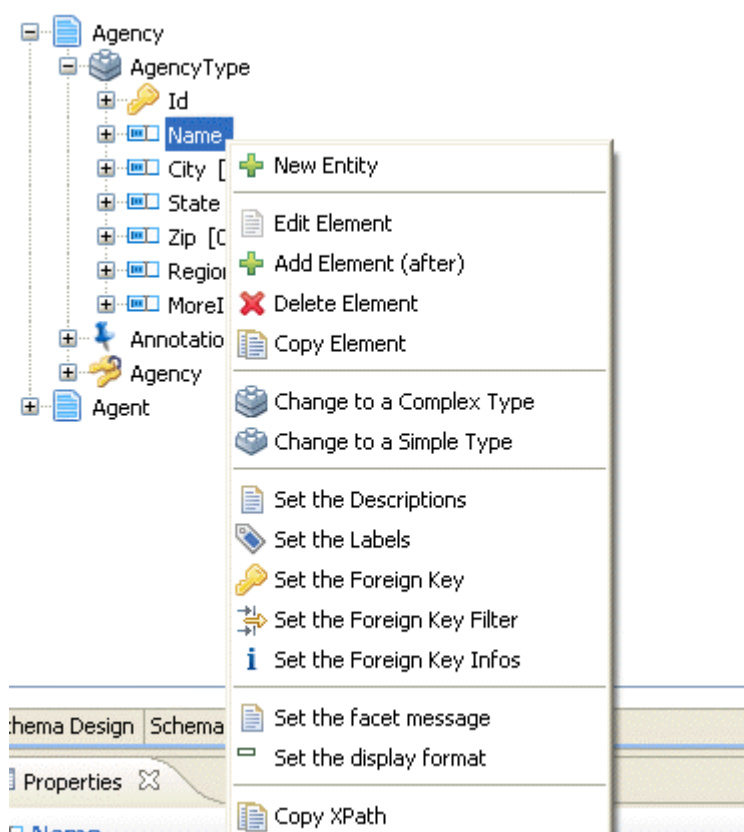 Agency
AgencyType
Id
Name
City [
State
Zip [0
Region
MoreI
Annotatio
Agency
Agent
New Entity
Edit Element
Add Element (after)
Delete Element
Copy Element
Change to a Complex Type
Change to a Simple Type
Set the Descriptions
Set the Labels
Set the Foreign Key
Set the Foreign Key Filter
Set the Foreign Key Infos
Set the facet message
Set the display format
Copy XPath
hema Design Schema
Properties
Name